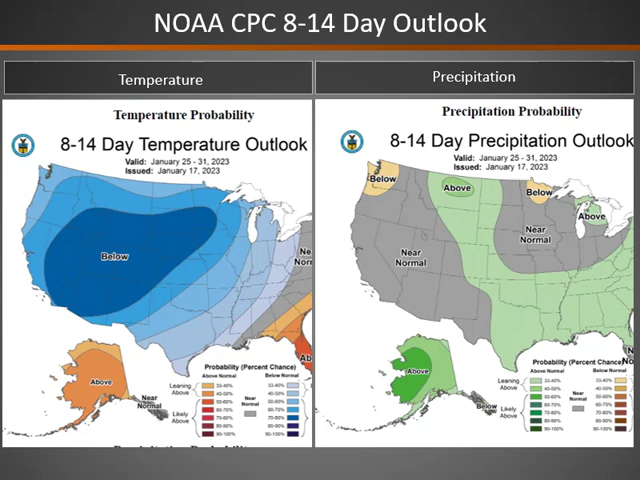 NOAA CPC 8-14 Day Outlook
Temperature
Precipitation
Temperature Probability
8-14 Day Temperature Outlook
Valid: January 25 - 31, 2023
Issued: January 17, 2023
Below
Near
Norr
Ab
Above
Near
Normal
Probability (Percent Chance)
Above Normal
Below Normal
Leaning
Above
Likely
Above
33-40%
40-50%
50-60%
60-70%
70-80%
80-90%
90-100%
Near
Normal
33-40%
40-50%
50-60%
60-70%
70-80%
80-90%
90-100%
Precipitation Probability
8-14 Day Precipitation Outlook
Valid: January 25 - 31, 2023
Issued: January 17, 2023
Below
Above
Below
Above
Near
Normal
Near
Normal
Above
Below
N
No
Probability (Percent Chance
Above Normal
Below Normal
Leaning
Above
Likely
Above
33-40%
40-50%
50-60%
60-70%
70-80%
80-90%
90-100%
Near
Normal
33-40%
40-50%
50-60%
60-70%
70-80%
80-90%
90-100%